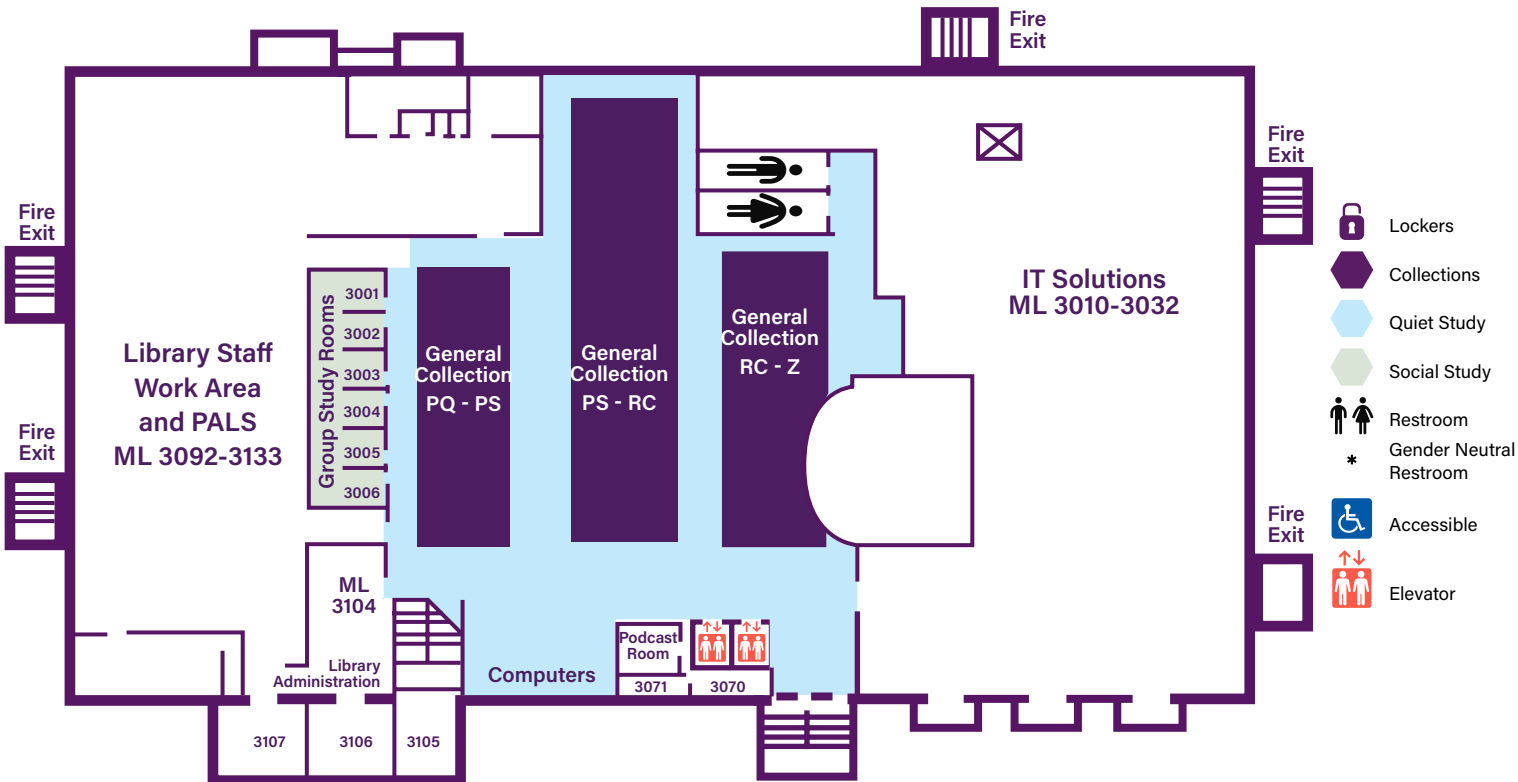 Fire
Exit
Fire
Exit
Fire
Exit
Fire
Exit
Fire
Exit
Library Staff
Work Area
and PALS
ML 3092-3133
Group Study Rooms
3001
3002
3003
3004
3005
3006
General
Collection
PQ - PS
General
Collection
PS - RC
General
Collection
RC - Z
IT Solutions
ML 3010-3032
ML
3104
Library
Administration
Computers
Podcast
Room
3071
3070
3107
3106
3105
Lockers
Collections
Quiet Study
Social Study
Restroom
* Gender Neutral
Restroom
Accessible
Elevator